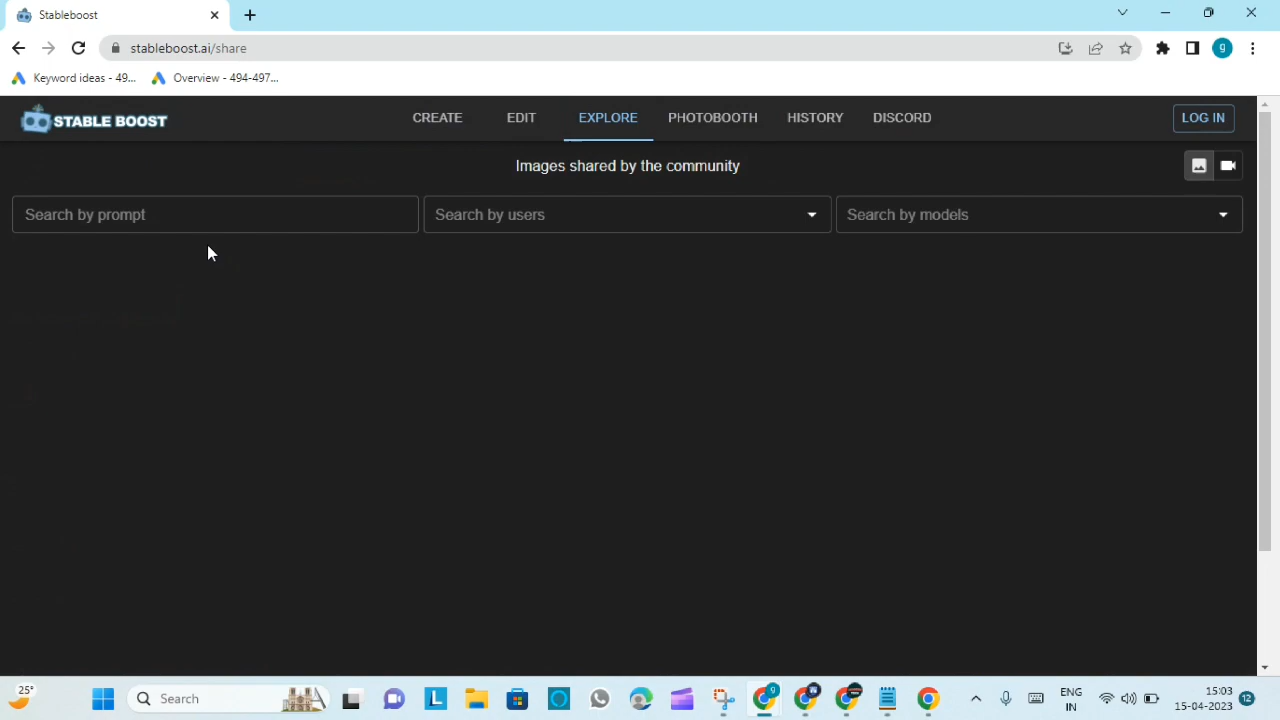 Stableboost
stableboost.ai/share
g
Keyword ideas - 49...
Overview - 494-497...
STABLE BOOST
CREATE
EDIT
EXPLORE
PHOTOBOOTH
HISTORY
DISCORD
LOG IN
Images shared by the community
Search by prompt
Search by users
Search by models
25°
Search
L
g
ENG
IN
15:03
15-04-2023
12